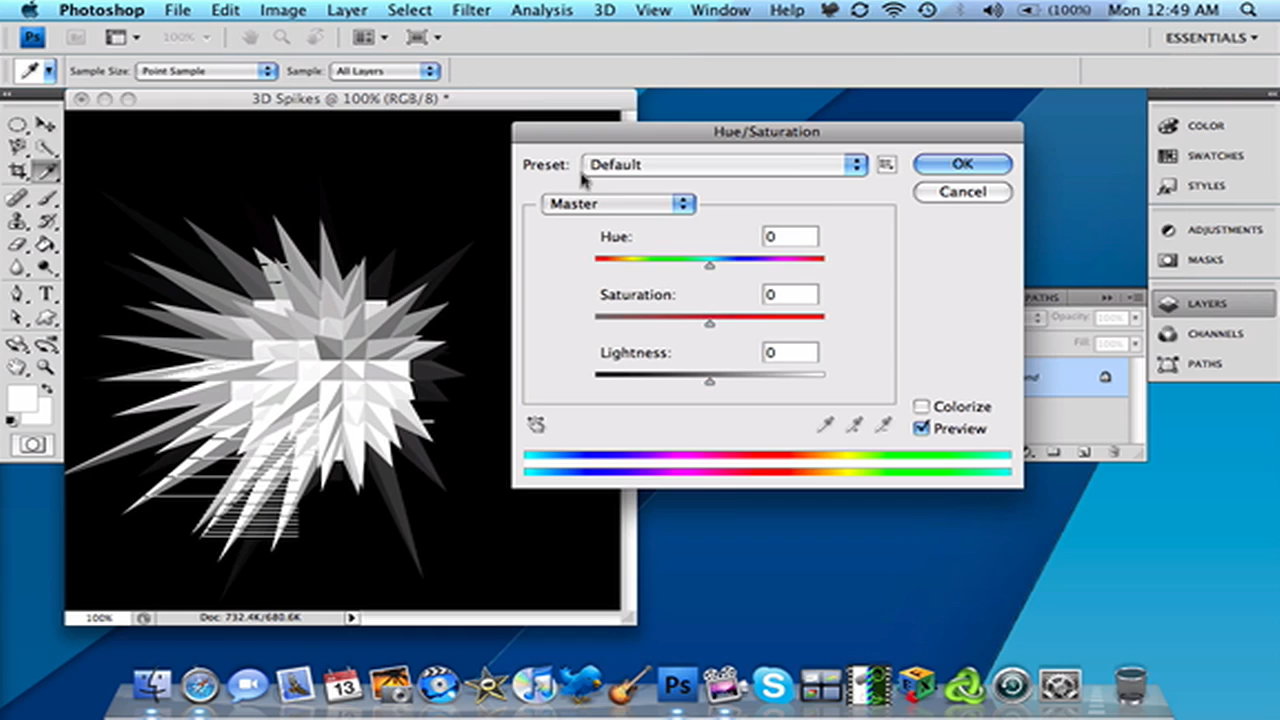 Photoshop File Edit Image Layer Select Filter Analysis 3D View Window Help (100%) Mon 12:49 AM
Ps Br 100% ESSENTIALS
Sample Size: Point Sample Sample: All Layers
3D Spikes @ 100% (RGB/8) *
Hue/Saturation
Preset: Default OK
Cancel
Master
Hue: 0
Saturation: 0
Lightness: 0
Colorize
Preview
COLOR
SWATCHES
STYLES
ADJUSTMENTS
MASKS
LAYERS
CHANNELS
PATHS
PATHS
Opacity: 100%
Fill: 100%
T
100% Doc: 732.4K/680.6K
13
Ps
S